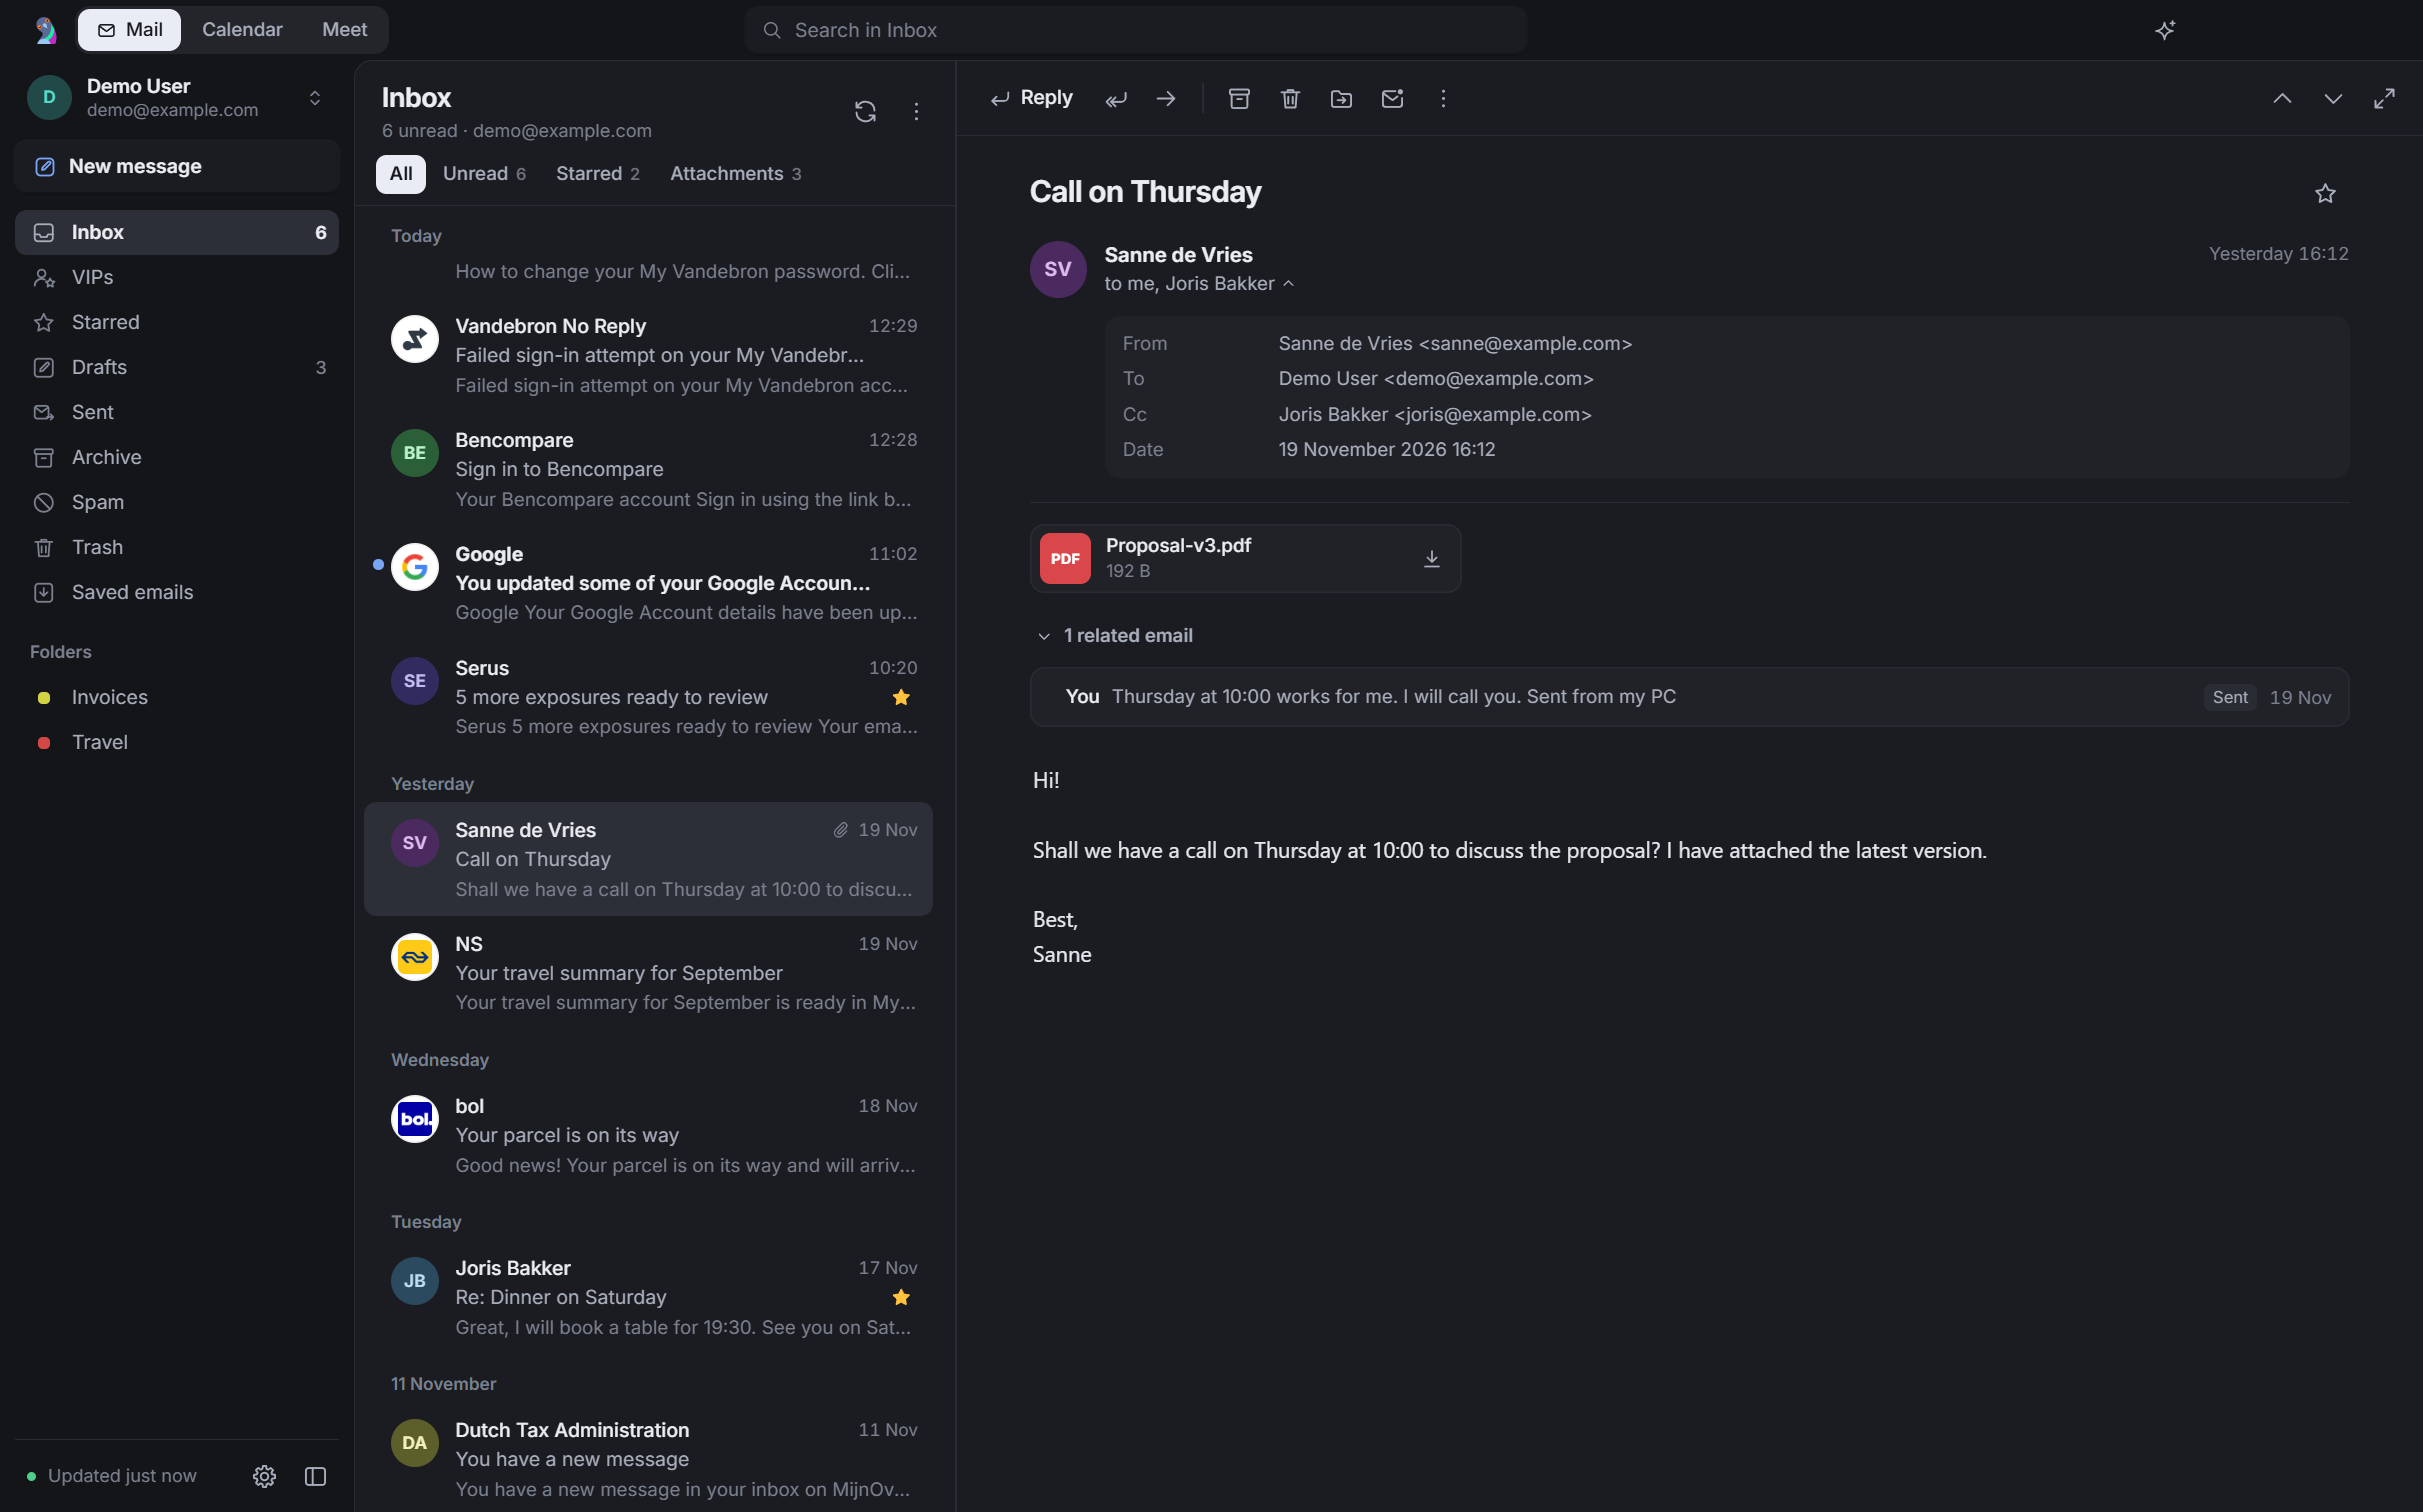 Mail
Calendar
Meet
Search in Inbox
D
Demo User
demo@example.com
New message
Inbox 6
VIPs
Starred
Drafts 3
Sent
Archive
Spam
Trash
Saved emails
Folders
Invoices
Travel
Updated just now
Inbox
6 unread · demo@example.com
All
Unread 6
Starred 2
Attachments 3
Today
How to change your My Vandebron password. Cli...
Vandebron No Reply 12:29
Failed sign-in attempt on your My Vandebr...
Failed sign-in attempt on your My Vandebron acc...
BE
Bencompare 12:28
Sign in to Bencompare
Your Bencompare account Sign in using the link b...
Google 11:02
You updated some of your Google Accoun...
Google Your Google Account details have been up...
SE
Serus 10:20
5 more exposures ready to review
Serus 5 more exposures ready to review Your ema...
Yesterday
SV
Sanne de Vries 19 Nov
Call on Thursday
Shall we have a call on Thursday at 10:00 to discu...
NS 19 Nov
Your travel summary for September
Your travel summary for September is ready in My...
Wednesday
bol.
bol 18 Nov
Your parcel is on its way
Good news! Your parcel is on its way and will arriv...
Tuesday
JB
Joris Bakker 17 Nov
Re: Dinner on Saturday
Great, I will book a table for 19:30. See you on Sat...
11 November
DA
Dutch Tax Administration 11 Nov
You have a new message
You have a new message in your inbox on MijnOv...
Reply
Call on Thursday
SV
Sanne de Vries Yesterday 16:12
to me, Joris Bakker
From Sanne de Vries <sanne@example.com>
To Demo User <demo@example.com>
Cc Joris Bakker <joris@example.com>
Date 19 November 2026 16:12
PDF
Proposal-v3.pdf
192 B
1 related email
You Thursday at 10:00 works for me. I will call you. Sent from my PC Sent 19 Nov
Hi!
Shall we have a call on Thursday at 10:00 to discuss the proposal? I have attached the latest version.
Best,
Sanne